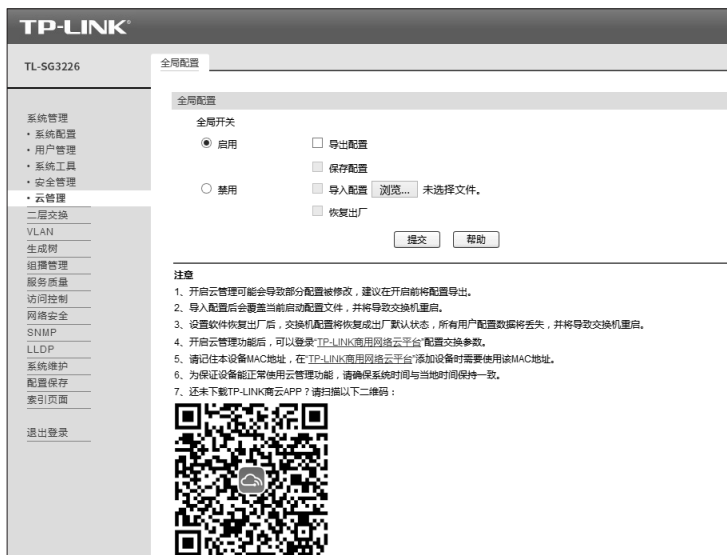 TP-LINK®
TL-SG3226
全局配置
系统管理
• 系统配置
• 用户管理
• 系统工具
• 安全管理
• 云管理
二层交换
VLAN
生成树
组播管理
服务质量
访问控制
网络安全
SNMP
LLDP
系统维护
配置保存
索引页面
退出登录
全局配置
全局开关
启用 导出配置
保存配置
禁用 导入配置 浏览... 未选择文件。
恢复出厂
提交 帮助
注意
1、开启云管理可能会导致部分配置被修改，建议在开启前将配置导出。
2、导入配置后会覆盖当前启动配置文件，并将导致交换机重启。
3、设置软件恢复出厂后，交换机配置将恢复成出厂默认状态，所有用户配置数据将丢失，并将导致交换机重启。
4、开启云管理功能后，可以登录“TP-LINK商用网络云平台”配置交换参数。
5、请记住本设备MAC地址，在“TP-LINK商用网络云平台”添加设备时需要使用该MAC地址。
6、为保证设备能正常使用云管理功能，请确保系统时间与当地时间保持一致。
7、还未下载TP-LINK商云APP？请扫描以下二维码：